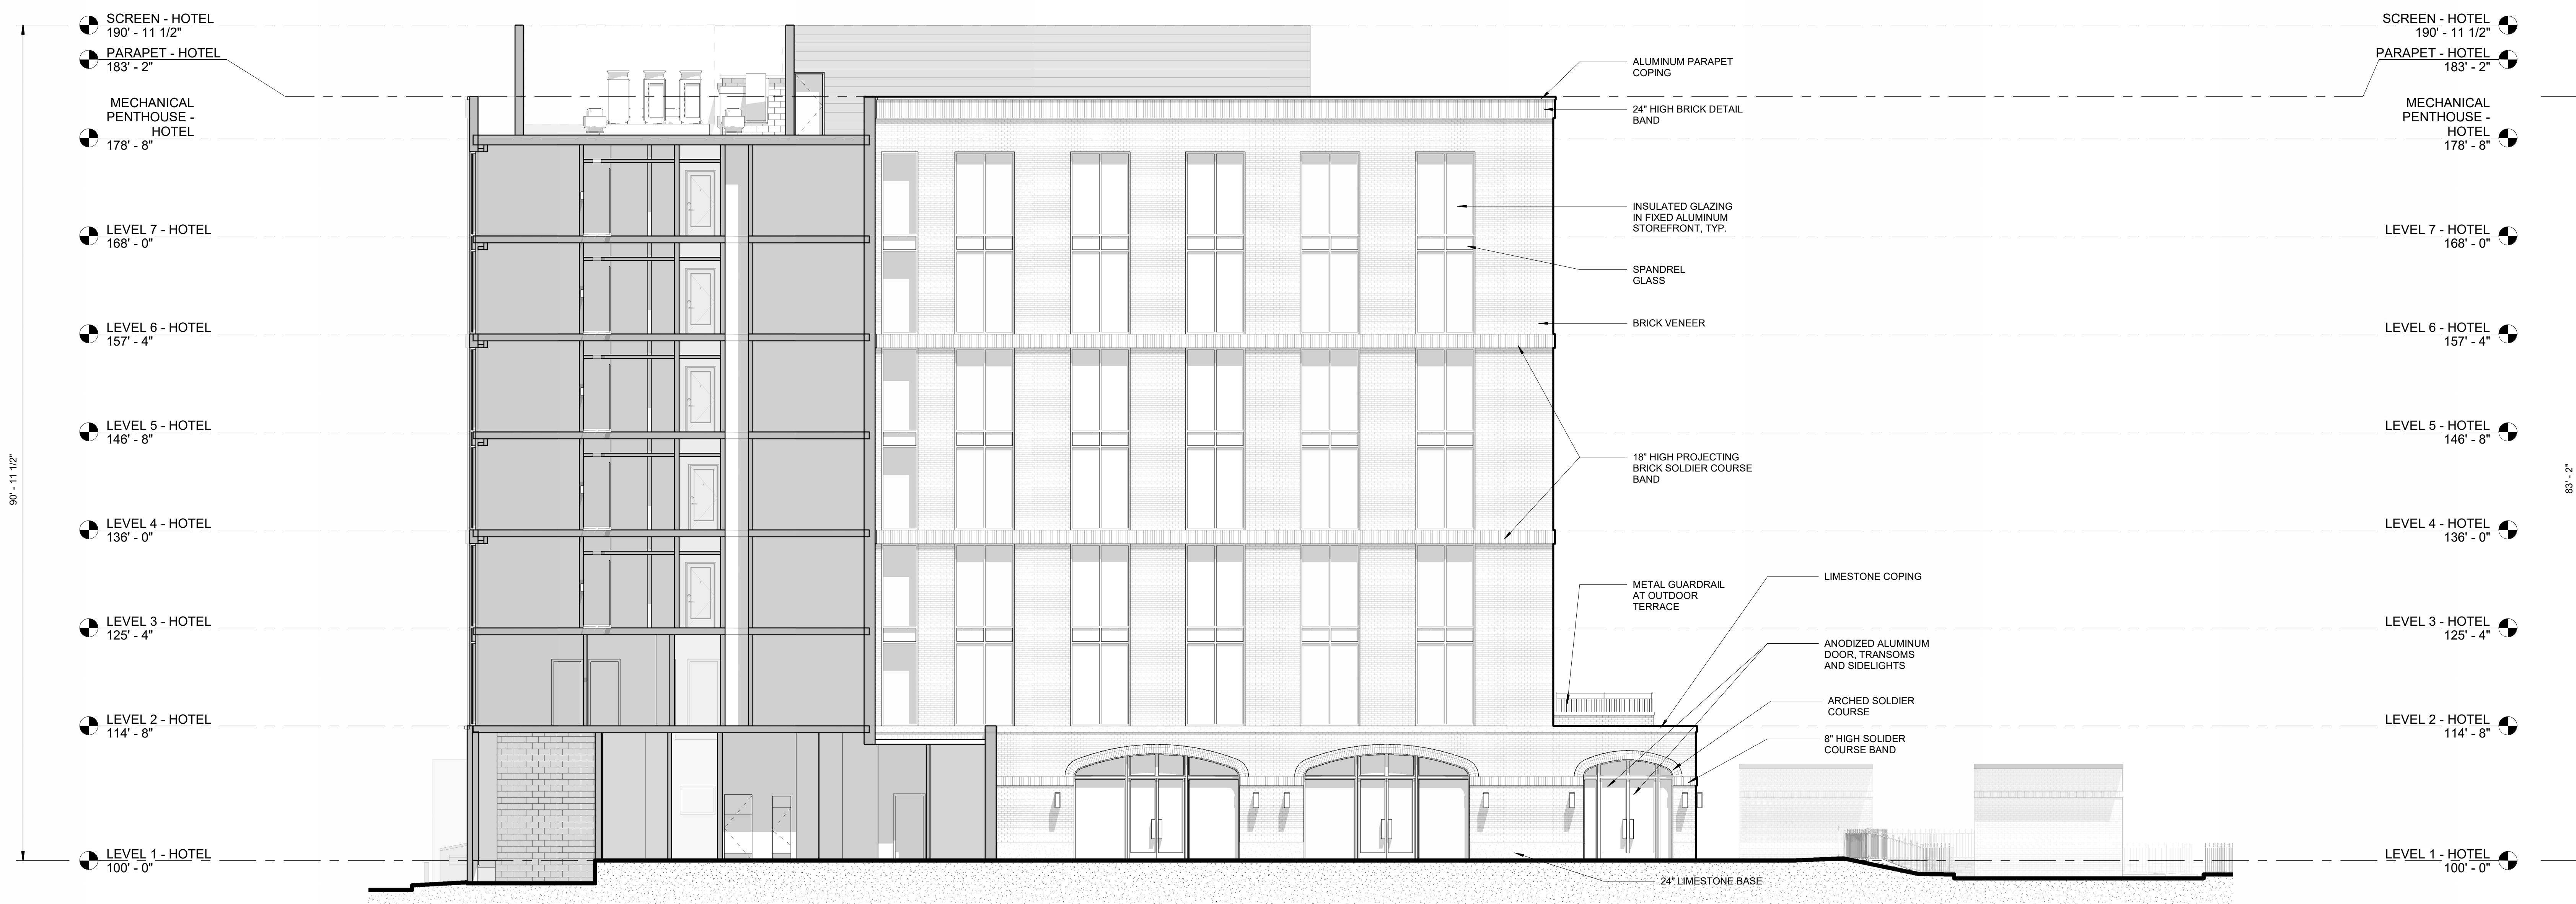 SCREEN - HOTEL
190' - 11 1/2"
PARAPET - HOTEL
183' - 2"
MECHANICAL
PENTHOUSE -
HOTEL
178' - 8"
LEVEL 7 - HOTEL
168' - 0"
LEVEL 6 - HOTEL
157' - 4"
LEVEL 5 - HOTEL
146' - 8"
LEVEL 4 - HOTEL
136' - 0"
LEVEL 3 - HOTEL
125' - 4"
LEVEL 2 - HOTEL
114' - 8"
LEVEL 1 - HOTEL
100' - 0"
90' - 11 1/2"
ALUMINUM PARAPET
COPING
24" HIGH BRICK DETAIL
BAND
INSULATED GLAZING
IN FIXED ALUMINUM
STOREFRONT, TYP.
SPANDREL
GLASS
BRICK VENEER
18" HIGH PROJECTING
BRICK SOLDIER COURSE
BAND
METAL GUARDRAIL
AT OUTDOOR
TERRACE
LIMESTONE COPING
ANODIZED ALUMINUM
DOOR, TRANSOMS
AND SIDELIGHTS
ARCHED SOLDIER
COURSE
8" HIGH SOLIDER
COURSE BAND
24" LIMESTONE BASE
SCREEN - HOTEL
190' - 11 1/2"
PARAPET - HOTEL
183' - 2"
MECHANICAL
PENTHOUSE -
HOTEL
178' - 8"
LEVEL 7 - HOTEL
168' - 0"
LEVEL 6 - HOTEL
157' - 4"
LEVEL 5 - HOTEL
146' - 8"
LEVEL 4 - HOTEL
136' - 0"
LEVEL 3 - HOTEL
125' - 4"
LEVEL 2 - HOTEL
114' - 8"
LEVEL 1 - HOTEL
100' - 0"
83' - 2"